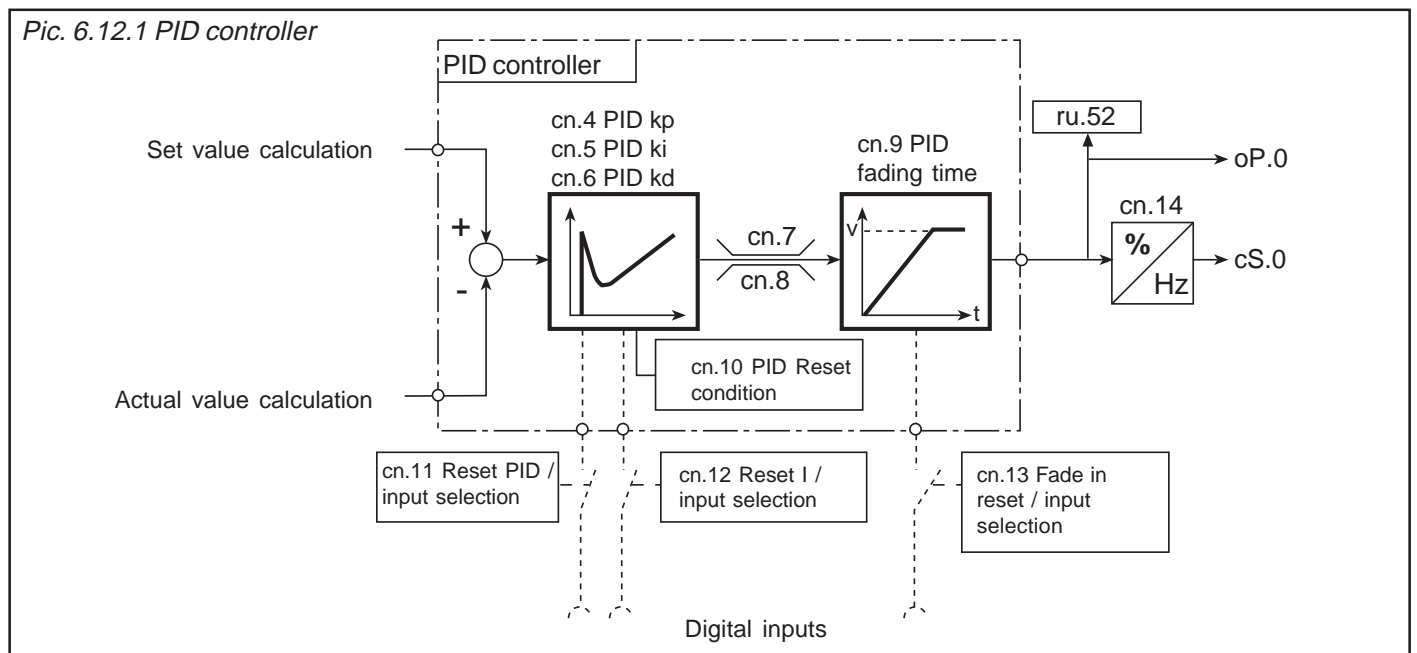 Pic. 6.12.1 PID controller
PID controller
cn.4 PID kp
cn.5 PID ki
cn.6 PID kd
cn.9 PID
fading time
ru.52
Set value calculation
oP.0
cn.14
+
-
cn.7
cn.8
v
t
%
Hz
cS.0
cn.10 PID Reset
condition
Actual value calculation
cn.11 Reset PID /
input selection
cn.12 Reset I /
input selection
cn.13 Fade in
reset / input
selection
Digital inputs